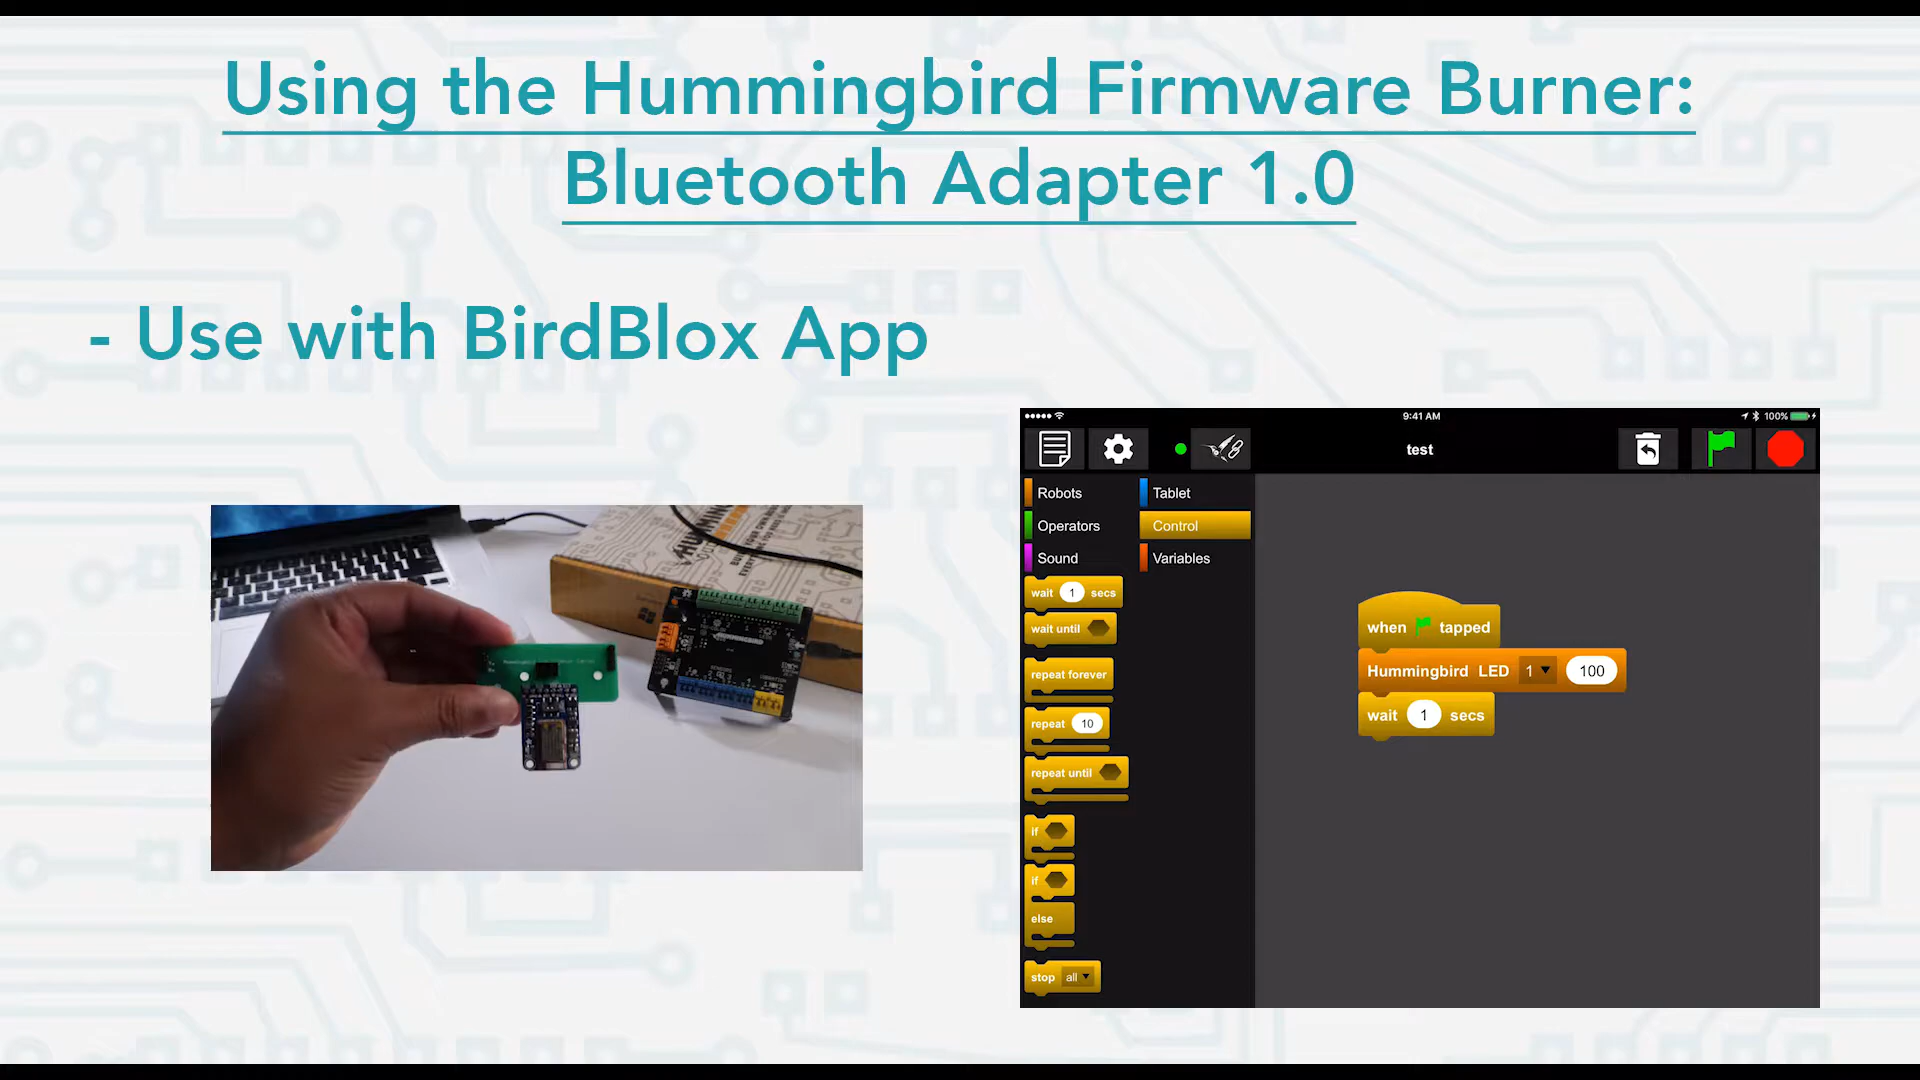 Using the Hummingbird Firmware Burner:
Bluetooth Adapter 1.0
- Use with BirdBlox App
9:41 AM
100%
test
Robots
Tablet
Operators
Control
Sound
Variables
wait 1 secs
wait until
repeat forever
repeat 10
repeat until
if
if
else
stop all
when tapped
Hummingbird LED 1 100
wait 1 secs